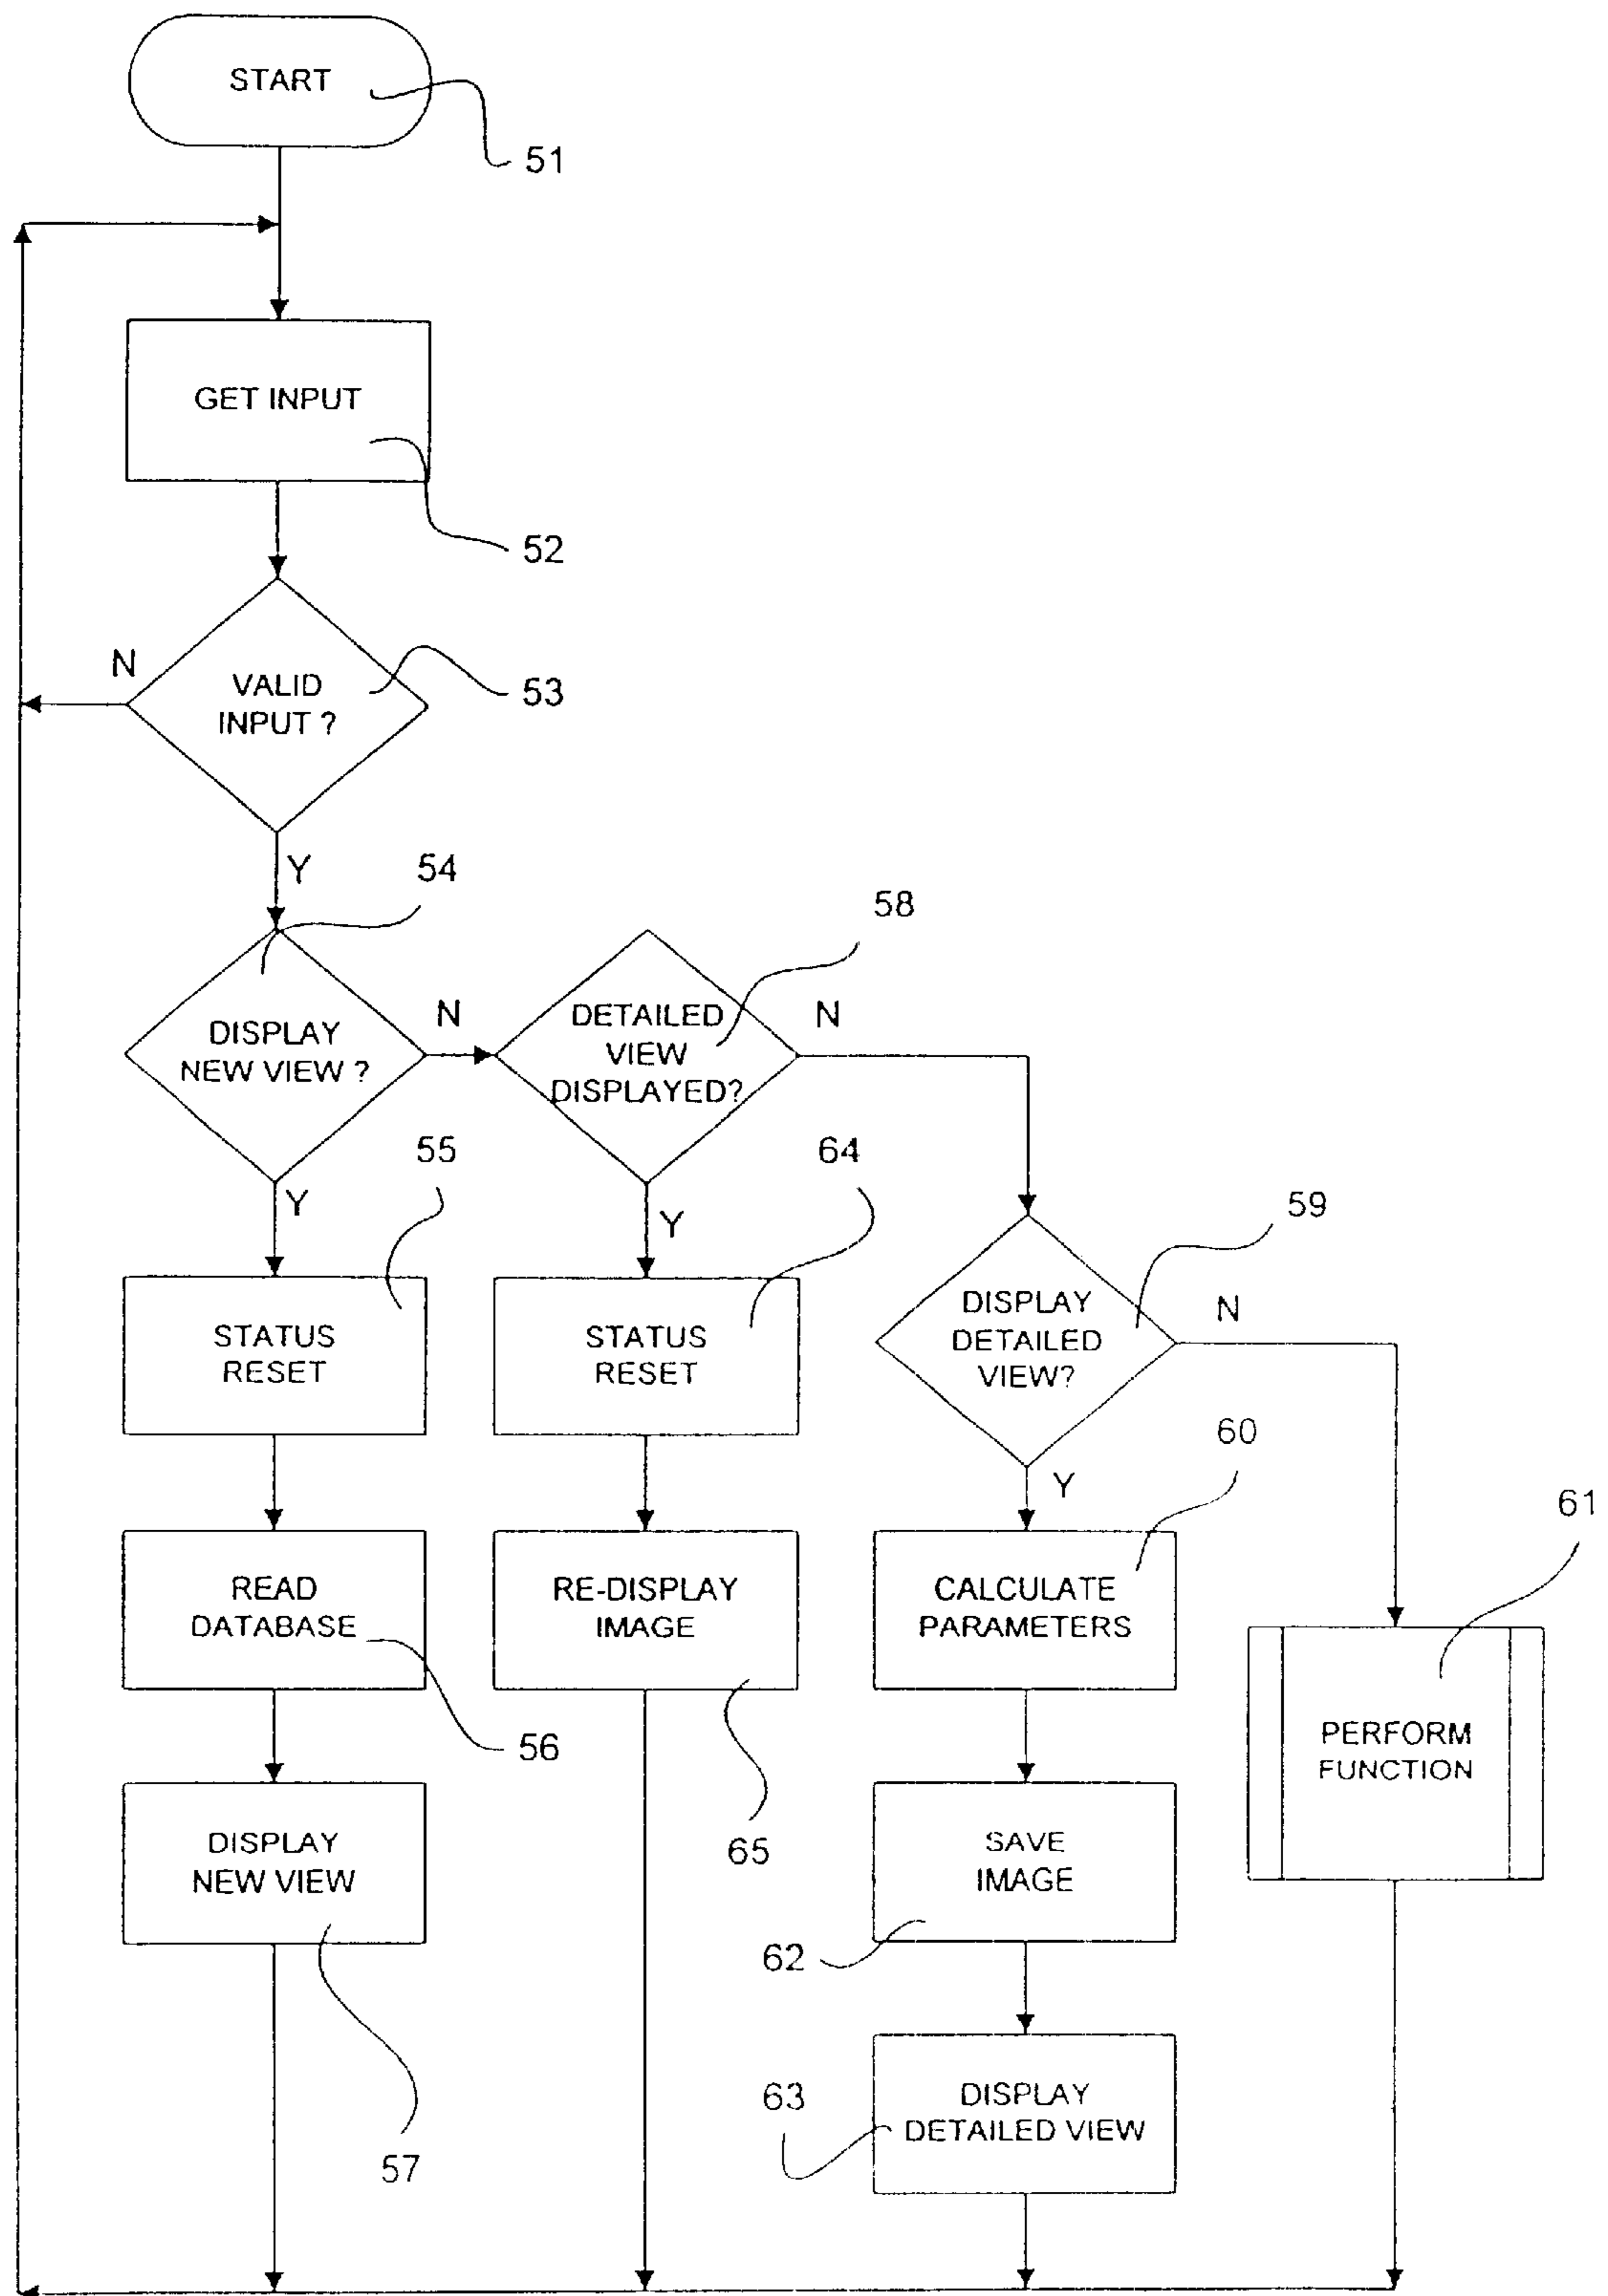 START
51
GET INPUT
52
N
VALID
INPUT ?
53
Y
54
58
DISPLAY
NEW VIEW ?
N
DETAILED
VIEW
DISPLAYED?
N
Y
55
Y
64
59
STATUS
RESET
STATUS
RESET
DISPLAY
DETAILED
VIEW?
N
Y
60
61
READ
DATABASE
56
RE-DISPLAY
IMAGE
65
CALCULATE
PARAMETERS
PERFORM
FUNCTION
DISPLAY
NEW VIEW
57
SAVE
IMAGE
62
63
DISPLAY
DETAILED VIEW